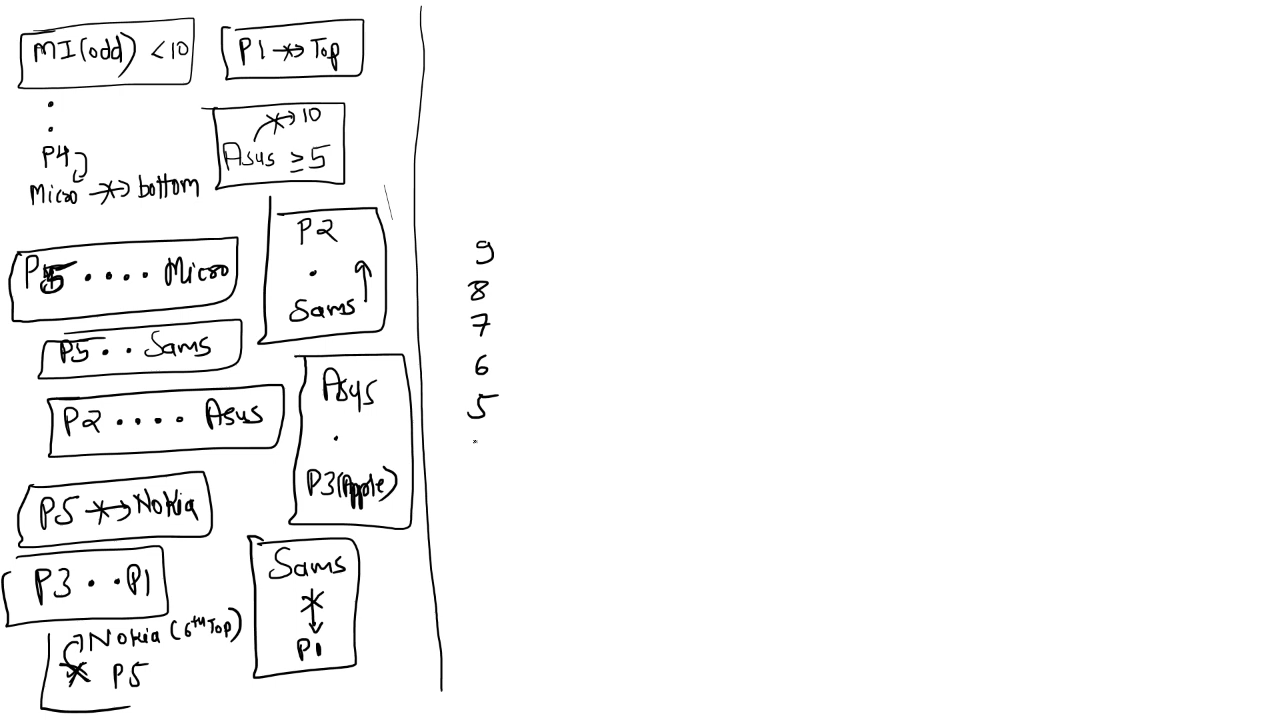 MI(odd) <10
P1 → Top
P4
Micro → bottom
→ 10
Asus ≥5
P2
Sams
P5 .... Micro
P5 .. Sams
P2 .... Asus
Asys
P3(Apple)
P5 → Nokia
P3 . .. P1
Nokia (6th Top)
P5
Sams
P1
9
8
7
6
5